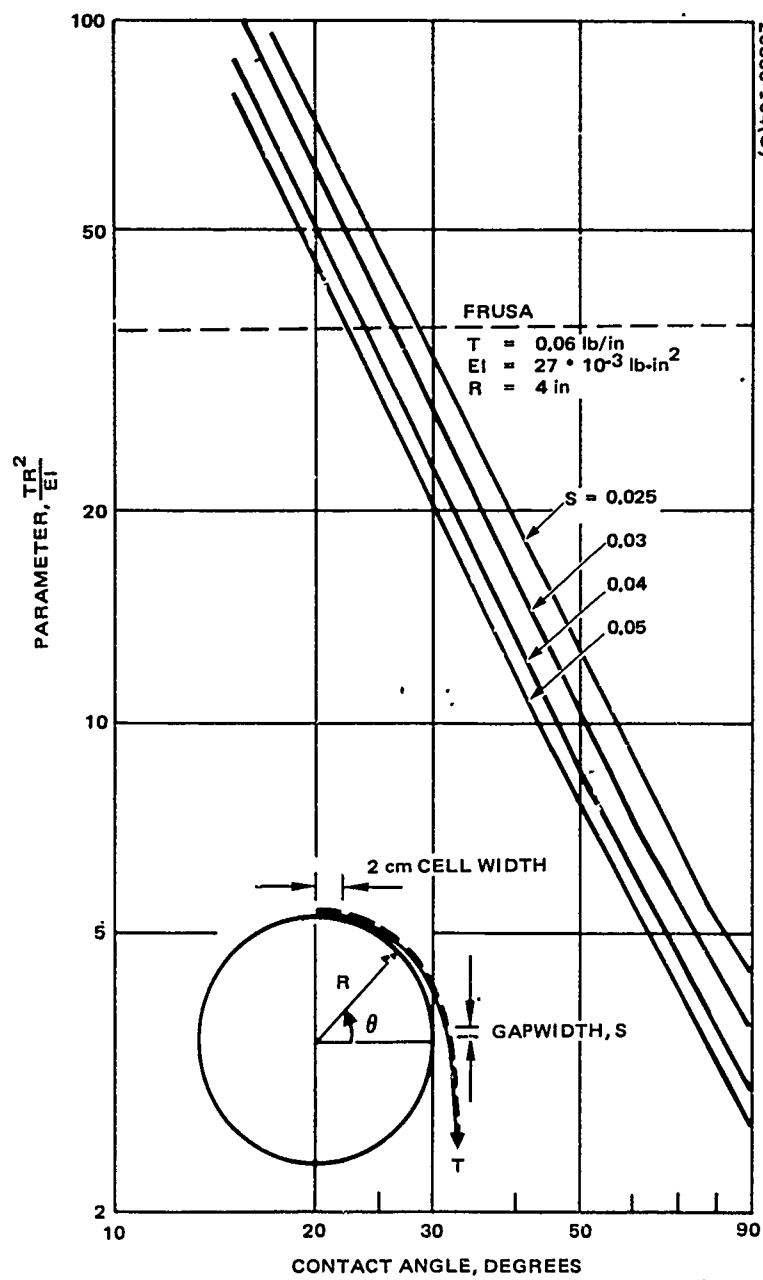 100
50
20
10
5
2
10
20
30
50
90
PARAMETER, TR²/EI
CONTACT ANGLE, DEGREES
FRUSA
T = 0.06 lb/in
EI = 27 • 10⁻³ lb-in²
R = 4 in
S = 0.025
0.03
0.04
0.05
2 cm CELL WIDTH
R
θ
GAPWIDTH, S
T